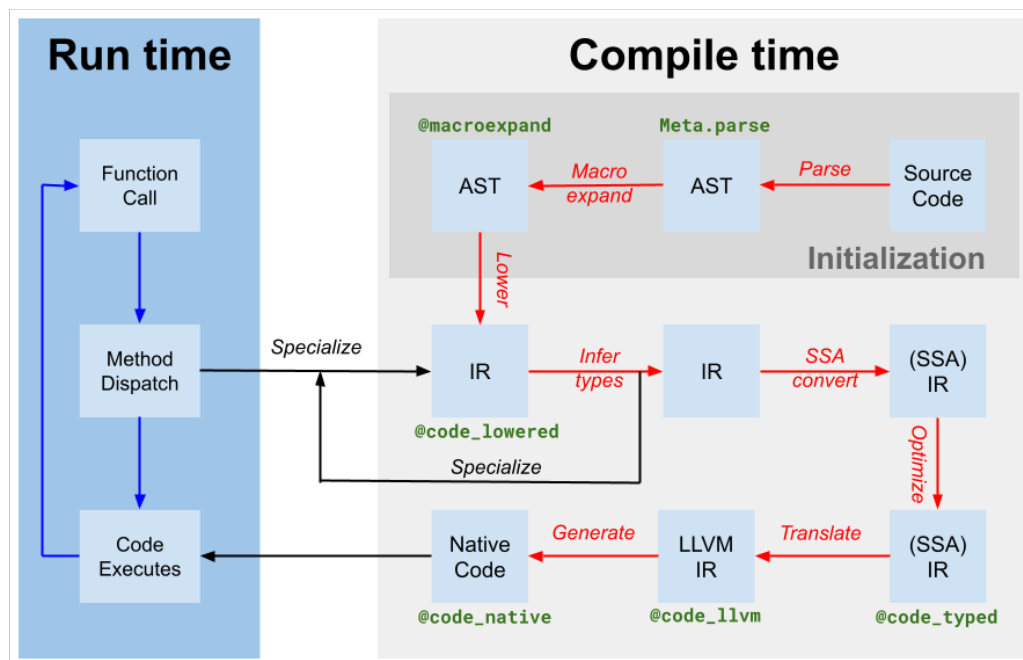 Run time
Compile time
@macroexpand
Meta.parse
Function
Call
AST
Macro
expand
AST
Parse
Source
Code
Initialization
Lower
Method
Dispatch
Specialize
IR
Infer
types
IR
SSA
convert
(SSA)
IR
@code_lowered
Specialize
Optimize
Code
Executes
Native
Code
Generate
LLVM
IR
Translate
(SSA)
IR
@code_native
@code_llvm
@code_typed